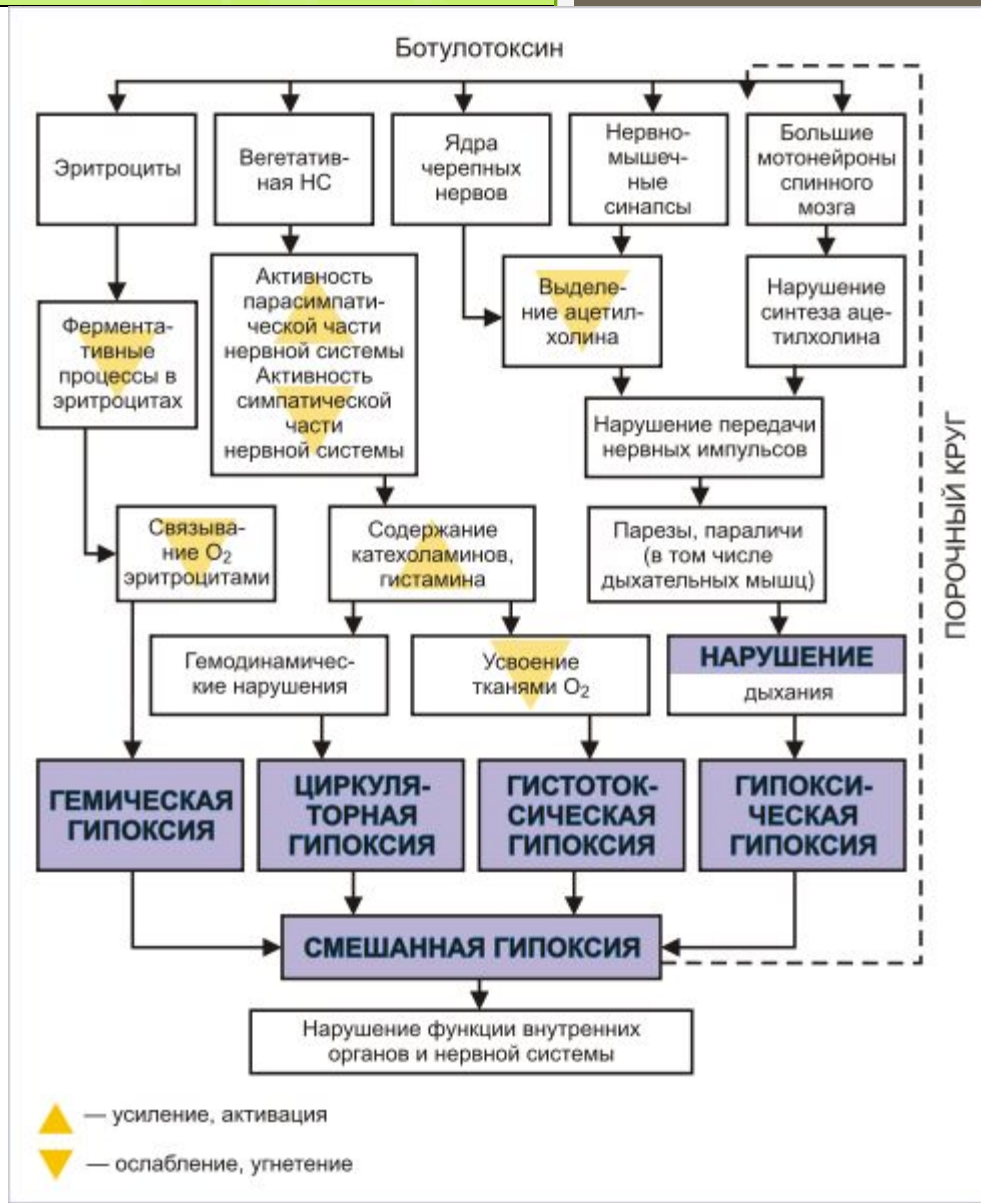 Ботулотоксин
Эритроциты
Вегетатив-
ная НС
Ядра
черепных
нервов
Нервно-
мышеч-
ные
синапсы
Большие
мотонейроны
спинного
мозга
Фермента-
тивные
процессы в
эритроцитах
Активность
парасимпати-
ческой части
нервной системы
Активность
симпатической
части
нервной системы
Выделе-
ние ацетил-
холина
Нарушение
синтеза аце-
тилхолина
Нарушение передачи
нервных импульсов
Связыва-
ние O₂
эритроцитами
Содержание
катехоламинов,
гистамина
Парезы, параличи
(в том числе
дыхательных мышц)
Гемодинамичес-
кие нарушения
Усвоение
тканями O₂
НАРУШЕНИЕ
дыхания
ГЕМИЧЕСКАЯ
ГИПОКСИЯ
ЦИРКУЛЯ-
ТОРНАЯ
ГИПОКСИЯ
ГИСТОТОК-
СИЧЕСКАЯ
ГИПОКСИЯ
ГИПОКСИ-
ЧЕСКАЯ
ГИПОКСИЯ
СМЕШАННАЯ ГИПОКСИЯ
Нарушение функции внутренних
органов и нервной системы
ПОРОЧНЫЙ КРУГ
— усиление, активация
— ослабление, угнетение